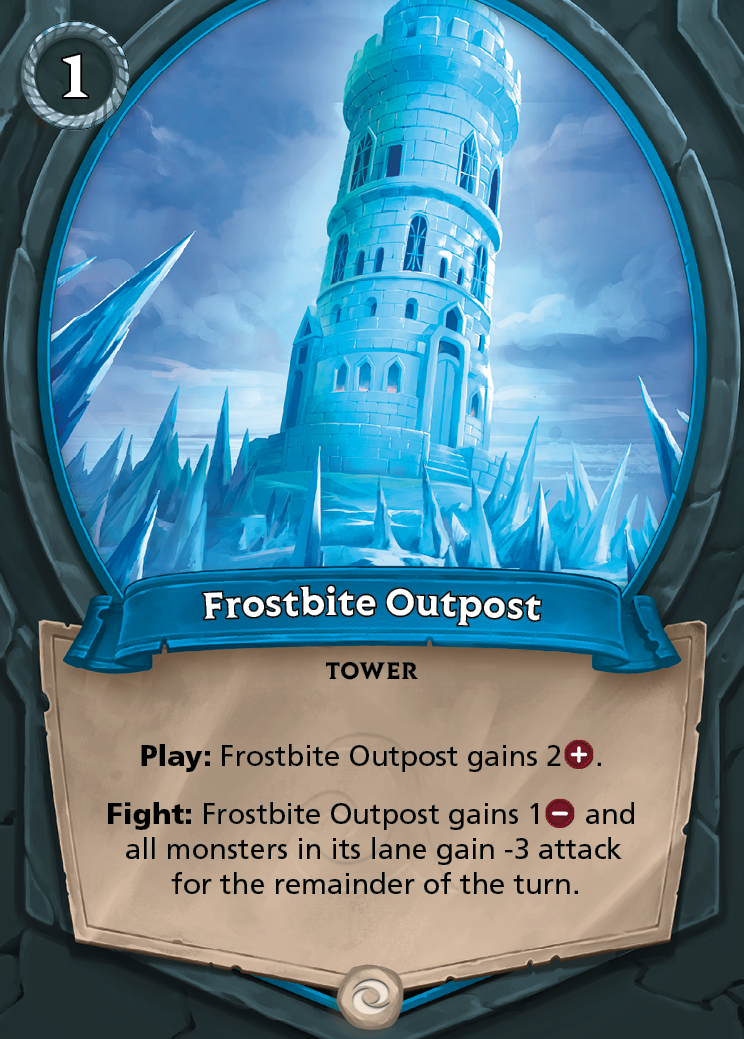 1
Frostbite Outpost
TOWER
Play: Frostbite Outpost gains 2+.
Fight: Frostbite Outpost gains 1− and
all monsters in its lane gain -3 attack
for the remainder of the turn.